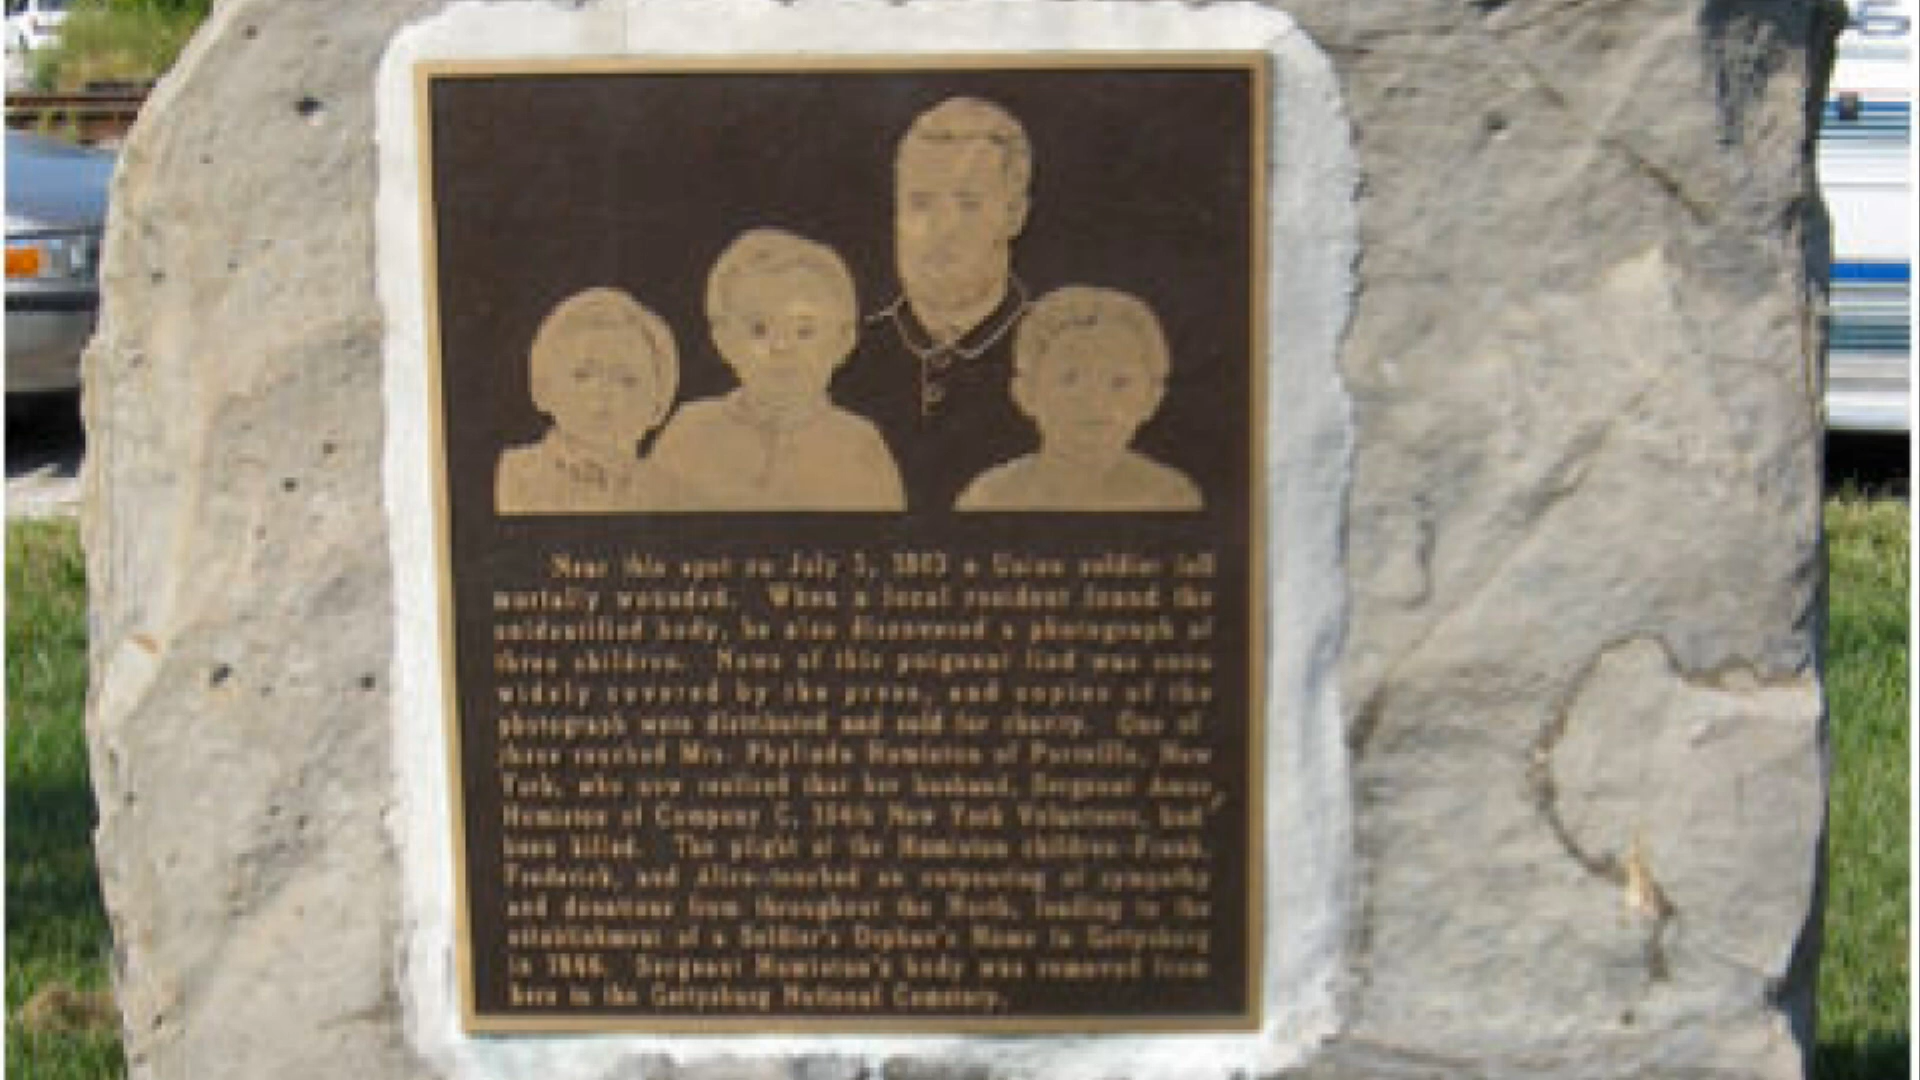 Near this spot on July 1, 1863 a Union soldier fell
mortally wounded. When a local resident found the
unidentified body, he also discovered a photograph of
three children. News of this poignant find was soon
widely covered by the press, and copies of the
photograph were distributed and sold for charity. One of
these reached Mrs. Phylinda Humiston of Portville, New
York, who now realized that her husband, Sergeant Amos
Humiston of Company C, 154th New York Volunteers, had
been killed. The plight of the Humiston children-Frank,
Frederick, and Alice-touched an outpouring of sympathy
and donations from throughout the North, leading to the
establishment of a Soldier's Orphan's Home in Gettysburg
in 1866. Sergeant Humiston's body was removed from
here to the Gettysburg National Cemetery.